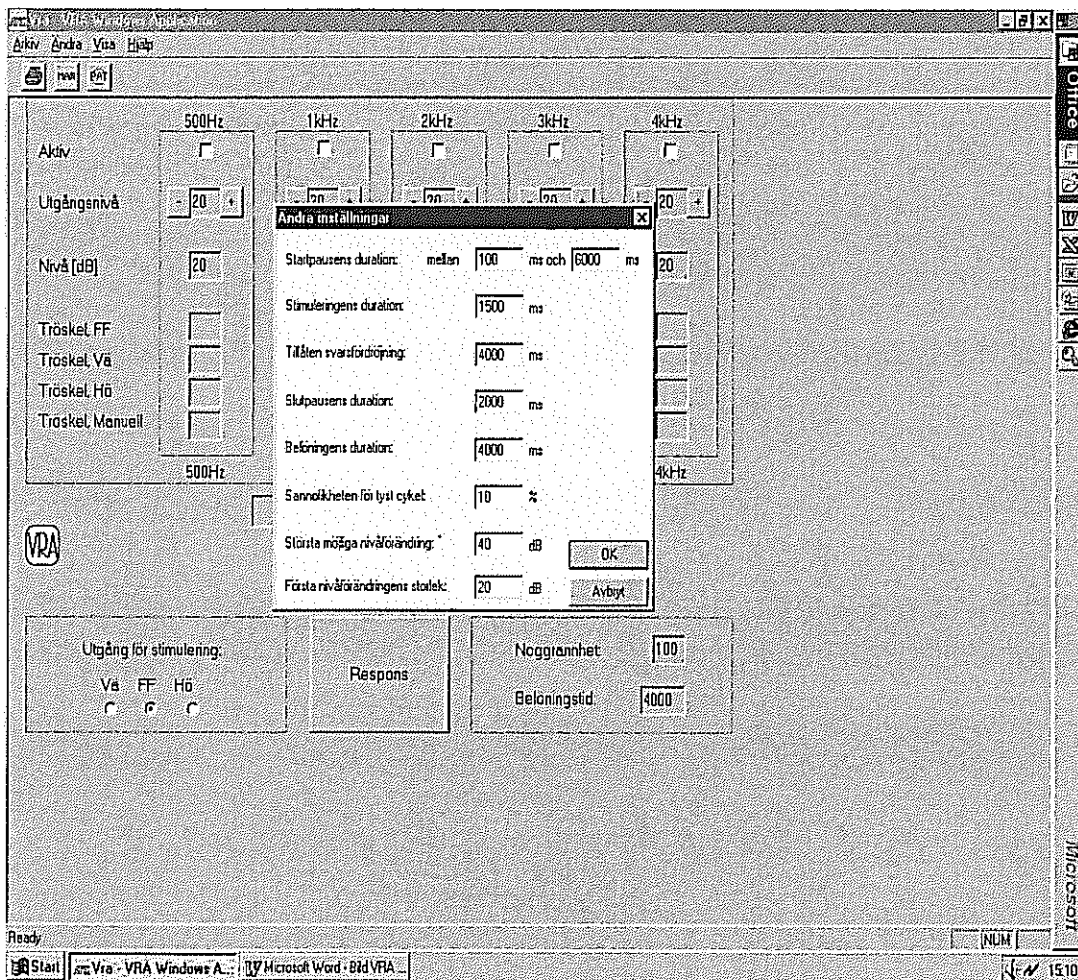 Vra - VRA Windows Application
Arkiv Ändra Visa Hjälp
MAN PAT
500Hz 1kHz 2kHz 3kHz 4kHz
Aktiv
Utgångsnivå - 20 + - 20 + - 20 + - 20 + 20 +
Ändra inställningar
Nivå [dB] 20 20
Startpausens duration: mellan 100 ms och 6000 ms
Stimuleringens duration: 1500 ms
Tillåten svarsfördröjning: 4000 ms
Slutpausens duration: 2000 ms
Belöningens duration: 4000 ms
Sannolikheten för tyst cykel: 10 %
Största möjliga nivåförändring: 40 dB
Första nivåförändringens storlek: 20 dB
OK
Avbryt
Tröskel, FF
Tröskel, Vä
Tröskel, Hö
Tröskel, Manuell
500Hz 4kHz
VRA
Utgång för stimulering:
Vä FF Hö
Respons
Noggrannhet 100
Belöningstid. 4000
Office
Microsoft
Ready NUM
Start Vra - VRA Windows A... Microsoft Word - Bild VRA ... 15:10